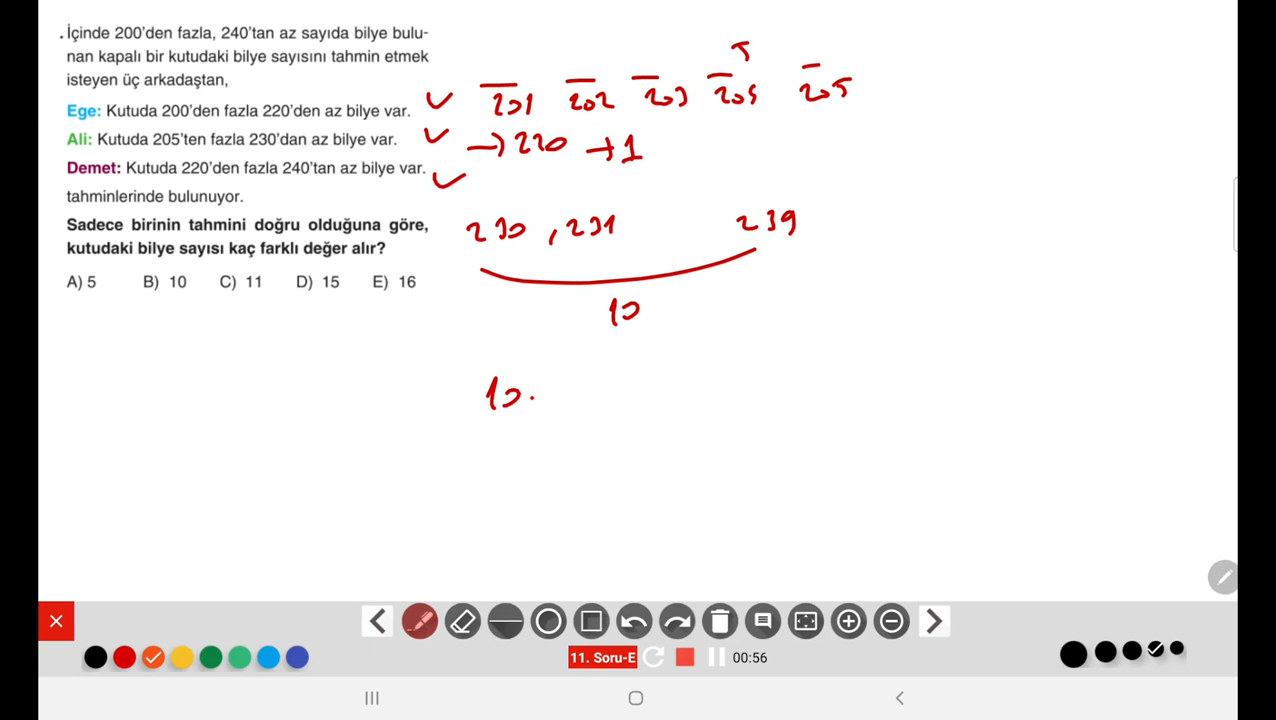 . İçinde 200'den fazla, 240'tan az sayıda bilye bulu-
nan kapalı bir kutudaki bilye sayısını tahmin etmek
isteyen üç arkadaştan,
Ege: Kutuda 200'den fazla 220'den az bilye var.
Ali: Kutuda 205'ten fazla 230'dan az bilye var.
Demet: Kutuda 220'den fazla 240'tan az bilye var.
tahminlerinde bulunuyor.
Sadece birinin tahmini doğru olduğuna göre,
kutudaki bilye sayısı kaç farklı değer alır?
A) 5 B) 10 C) 11 D) 15 E) 16
5
201 202 203 204 205
→ 220 → 1
230 , 231 239
10
10.
11. Soru-E 00:56